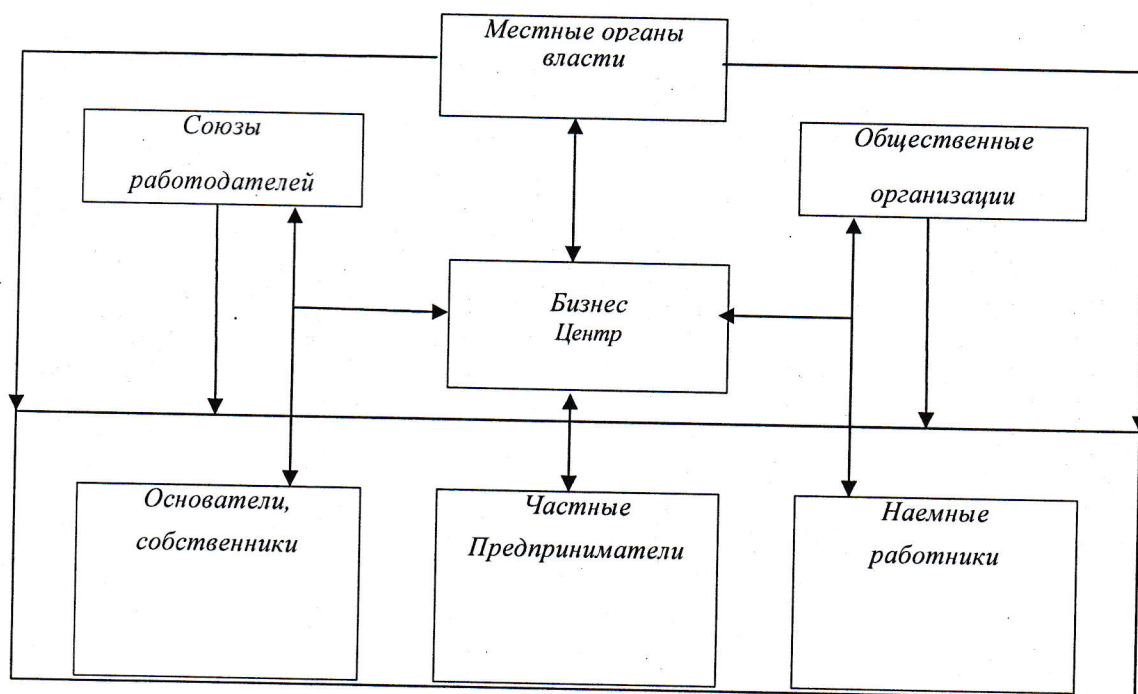 Местные органы
власти
Союзы
работодателей
Общественные
организации
Бизнес
Центр
Основатели,
собственники
Частные
Предприниматели
Наемные
работники